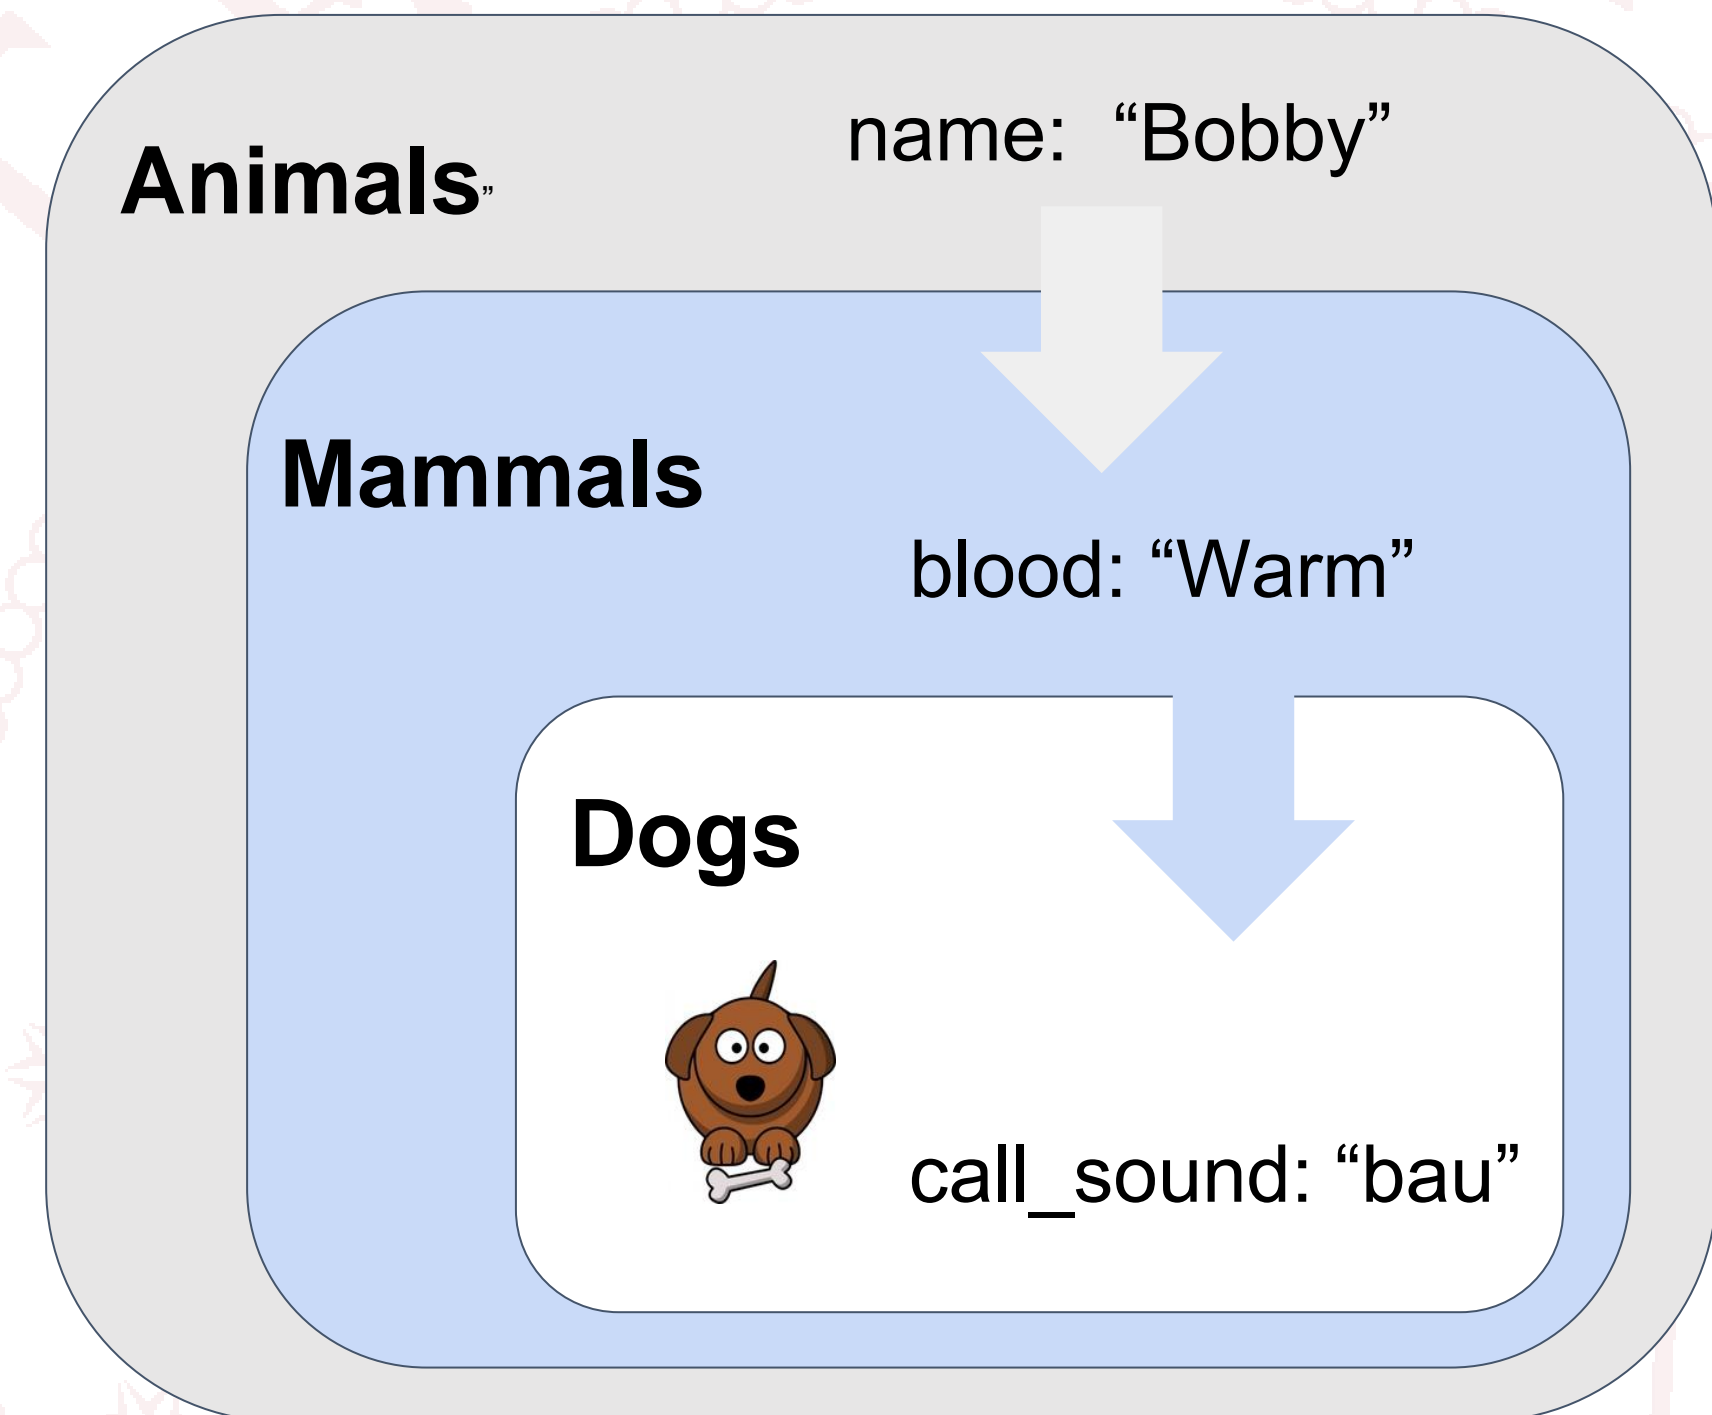 name: “Bobby”
Animals”
Mammals
blood: “Warm”
Dogs
call_sound: “bau”